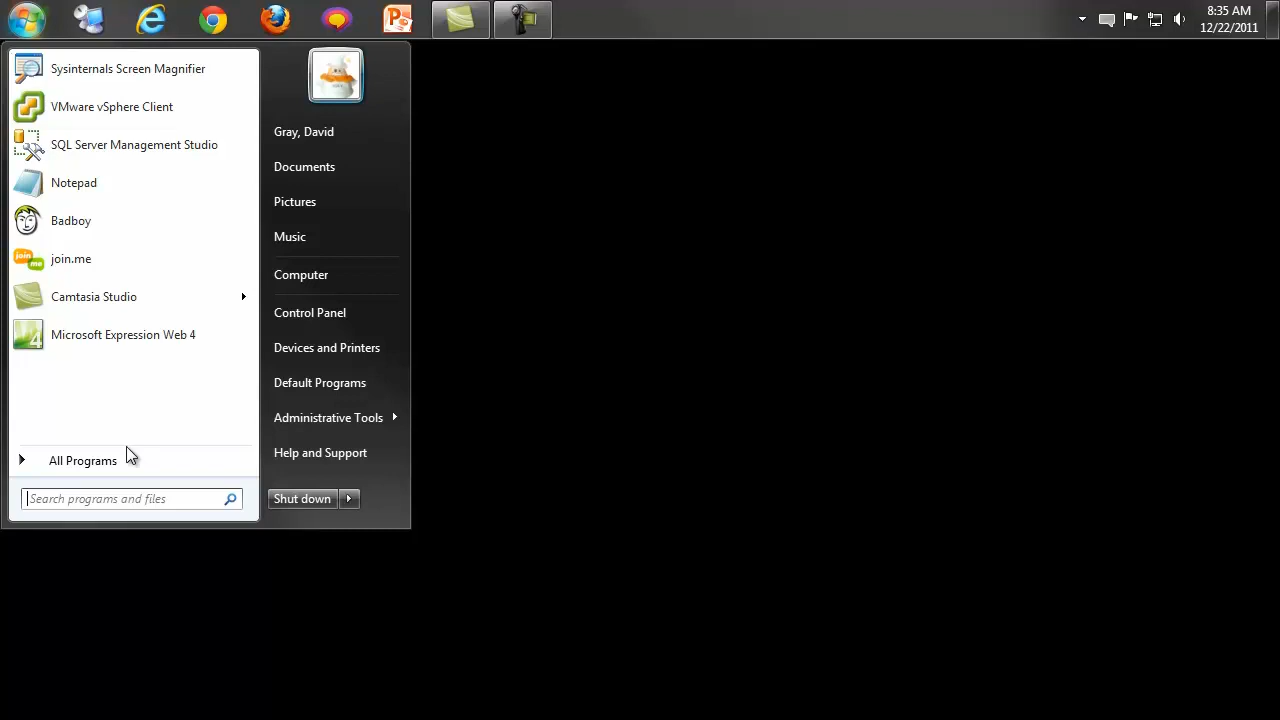 8:35 AM
12/22/2011
Sysinternals Screen Magnifier
VMware vSphere Client
SQL Server Management Studio
Notepad
Badboy
join.me
Camtasia Studio
Microsoft Expression Web 4
All Programs
Search programs and files
Gray, David
Documents
Pictures
Music
Computer
Control Panel
Devices and Printers
Default Programs
Administrative Tools
Help and Support
Shut down